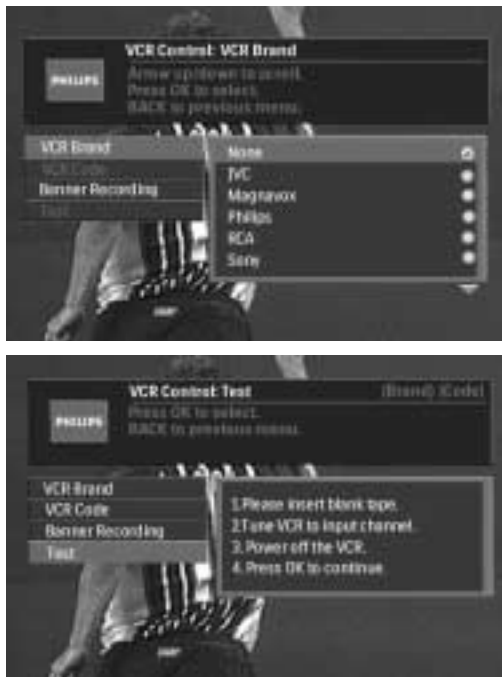 VCR Control: VCR Brand
PHILIPS
Arrow up/down to scroll.
Press OK to select.
BACK to previous menu.
VCR Brand
VCR Code
Banner Recording
Test
None
JVC
Magnavox
Philips
RCA
Sony
VCR Control: Test
(Brand) (Code)
PHILIPS
Press OK to select.
BACK to previous menu.
VCR Brand
VCR Code
Banner Recording
Test
1.Please insert blank tape.
2.Tune VCR to input channel.
3. Power off the VCR.
4. Press OK to continue